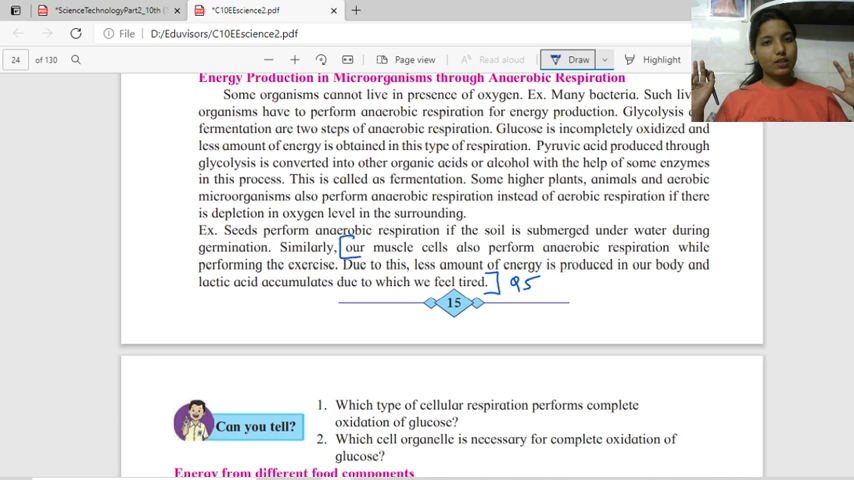 *ScienceTechnologyPart2_10th (
*C10EEscience2.pdf
File
D:/Eduvisors/C10EEscience2.pdf
24
of 130
Page view
Read aloud
Draw
Highlight
Energy Production in Microorganisms through Anaerobic Respiration
Some organisms cannot live in presence of oxygen. Ex. Many bacteria. Such liv
organisms have to perform anaerobic respiration for energy production. Glycolysis
fermentation are two steps of anaerobic respiration. Glucose is incompletely oxidized and
less amount of energy is obtained in this type of respiration. Pyruvic acid produced through
glycolysis is converted into other organic acids or alcohol with the help of some enzymes
in this process. This is called as fermentation. Some higher plants, animals and aerobic
microorganisms also perform anaerobic respiration instead of aerobic respiration if there
is depletion in oxygen level in the surrounding.
Ex. Seeds perform anaerobic respiration if the soil is submerged under water during
germination. Similarly, our muscle cells also perform anaerobic respiration while
performing the exercise. Due to this, less amount of energy is produced in our body and
lactic acid accumulates due to which we feel tired. Q5
15
Can you tell?
1. Which type of cellular respiration performs complete
oxidation of glucose?
2. Which cell organelle is necessary for complete oxidation of
glucose?
Energy from different food components